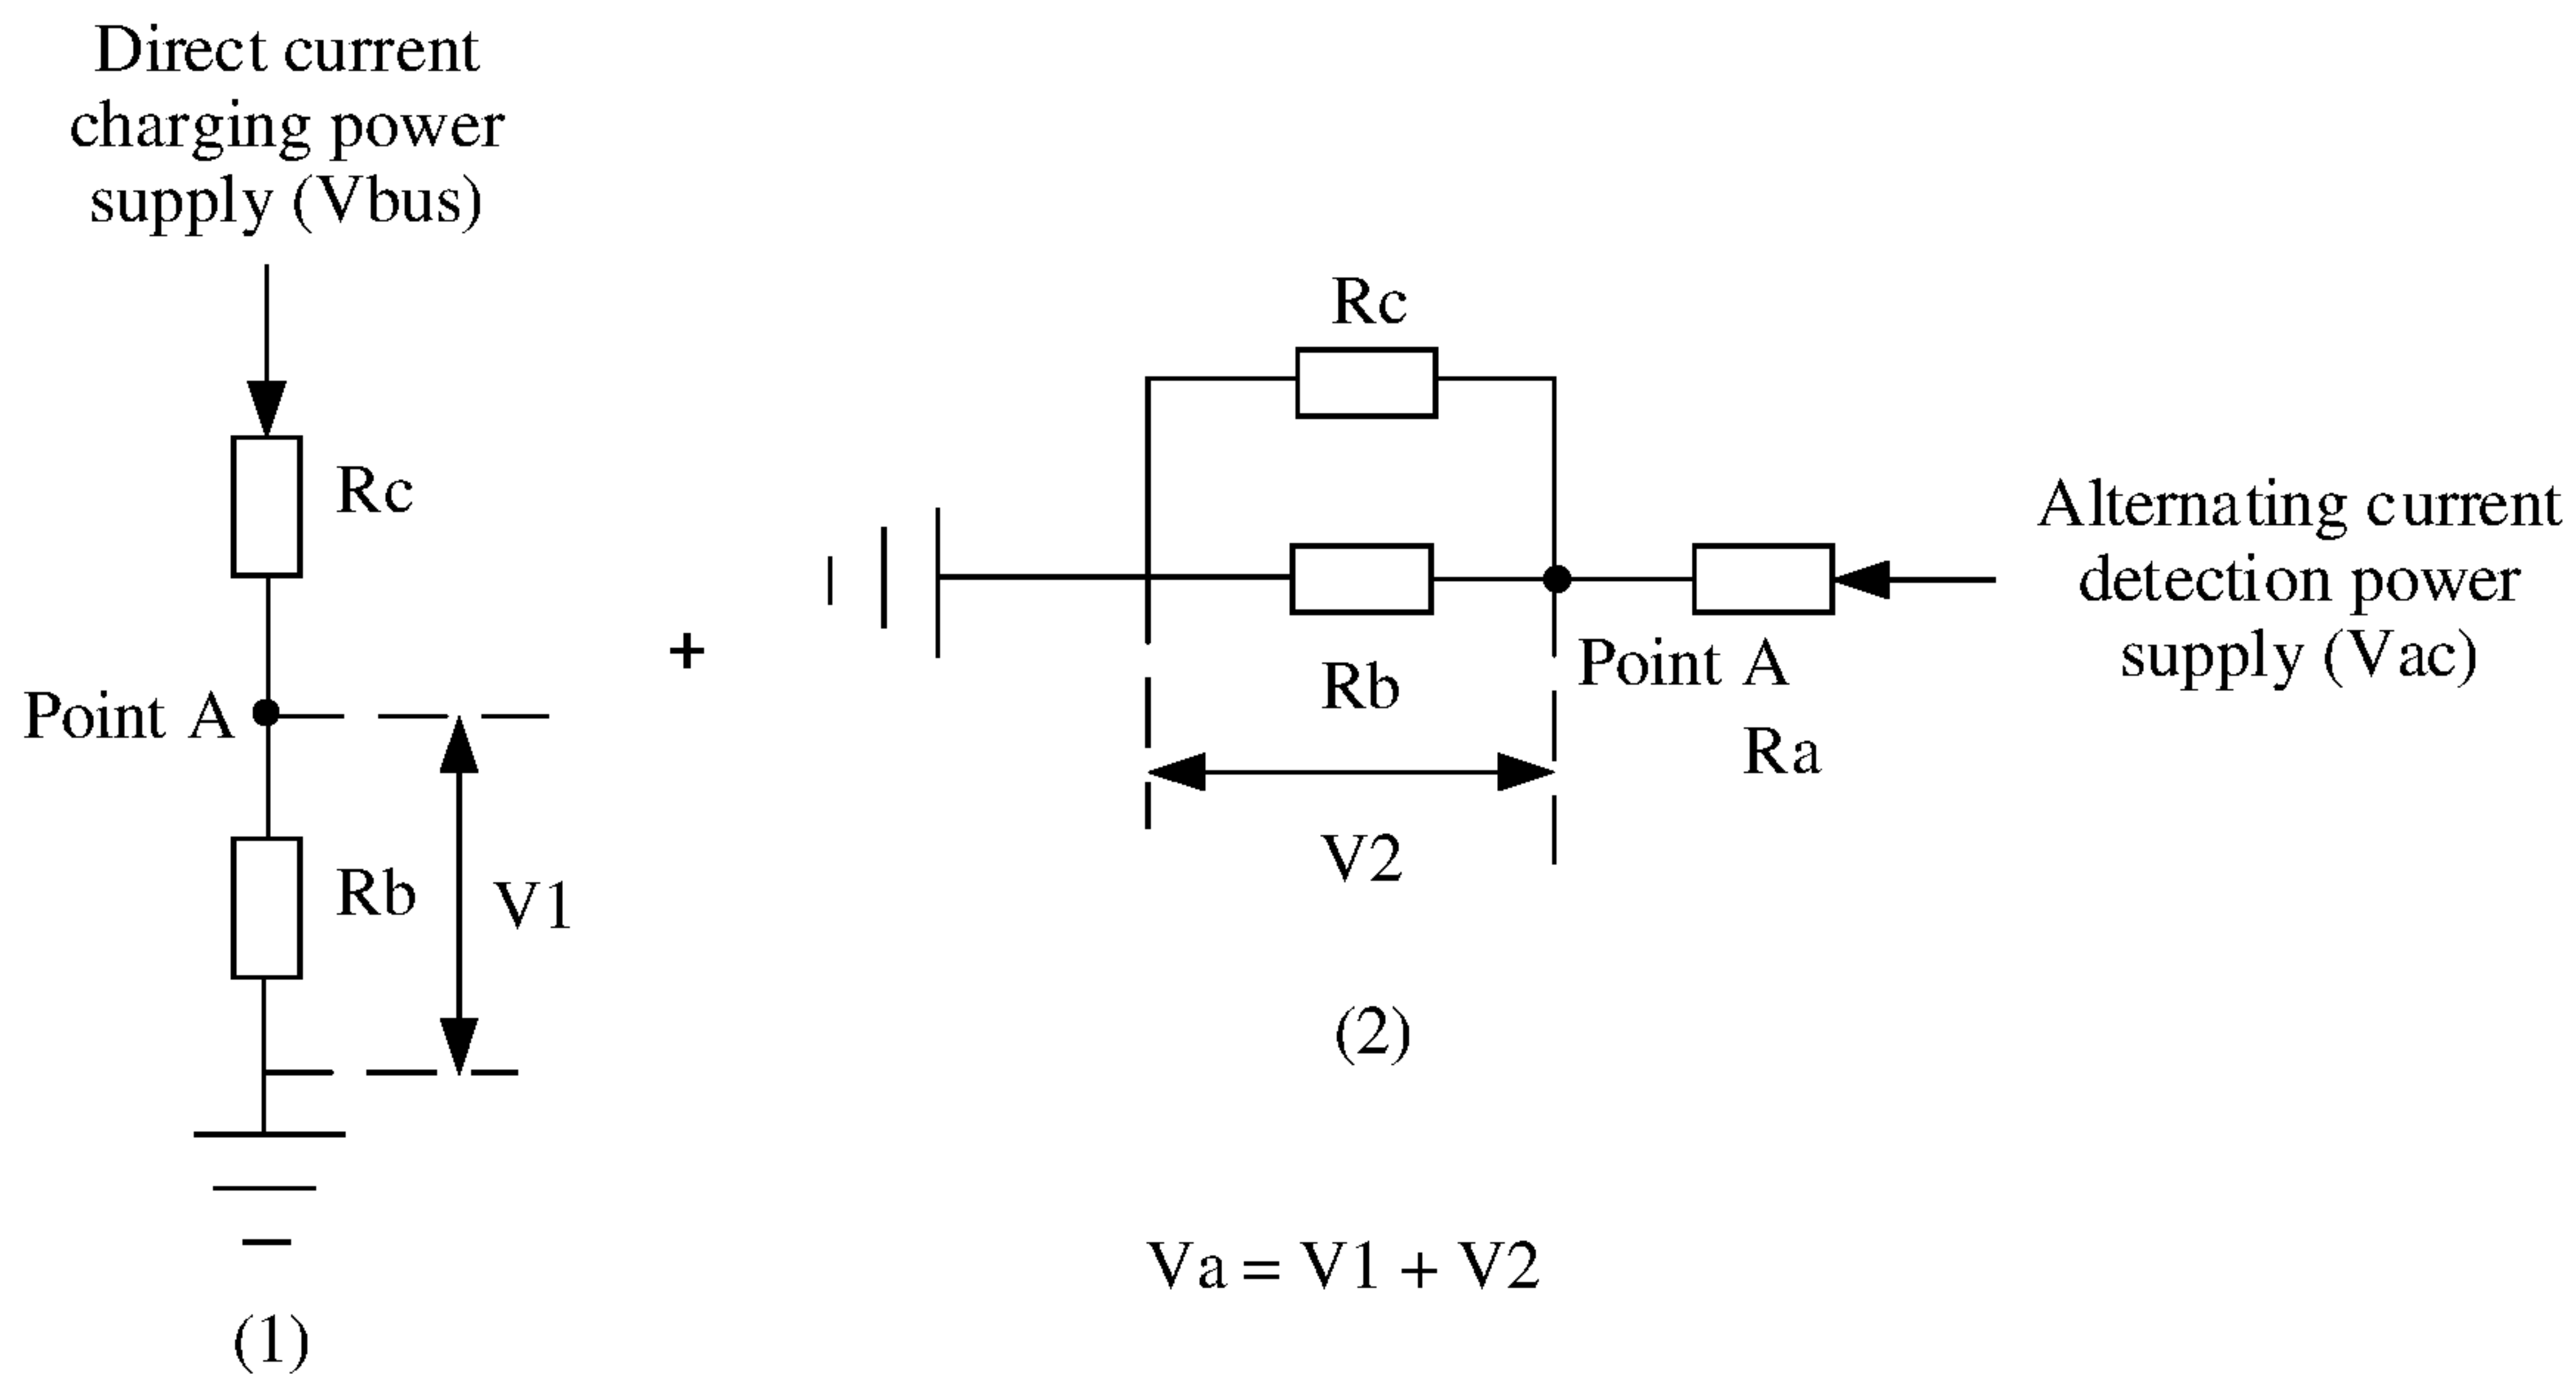 Direct current
charging power
supply (Vbus)
Rc
Point A
Rb
V1
(1)
+
Rc
Rb
Point A
Ra
V2
(2)
Alternating current
detection power
supply (Vac)
Va = V1 + V2